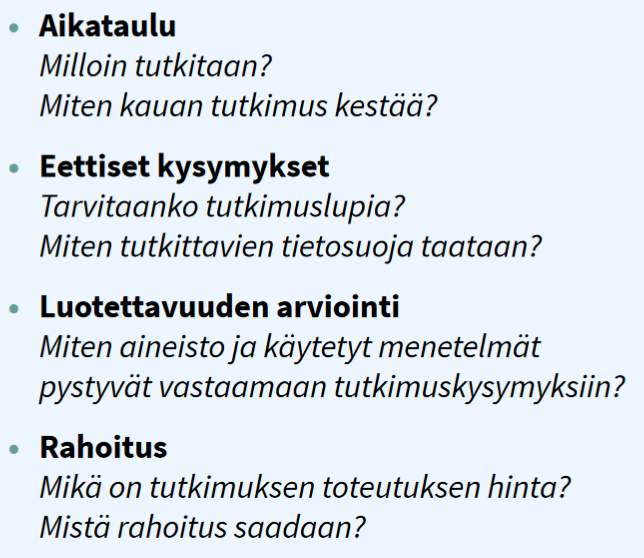 • Aikataulu
Milloin tutkitaan?
Miten kauan tutkimus kestää?
• Eettiset kysymykset
Tarvitaanko tutkimuslupia?
Miten tutkittavien tietosuoja taataan?
• Luotettavuuden arviointi
Miten aineisto ja käytetyt menetelmät
pystyvät vastaamaan tutkimuskysymyksiin?
• Rahoitus
Mikä on tutkimuksen toteutuksen hinta?
Mistä rahoitus saadaan?